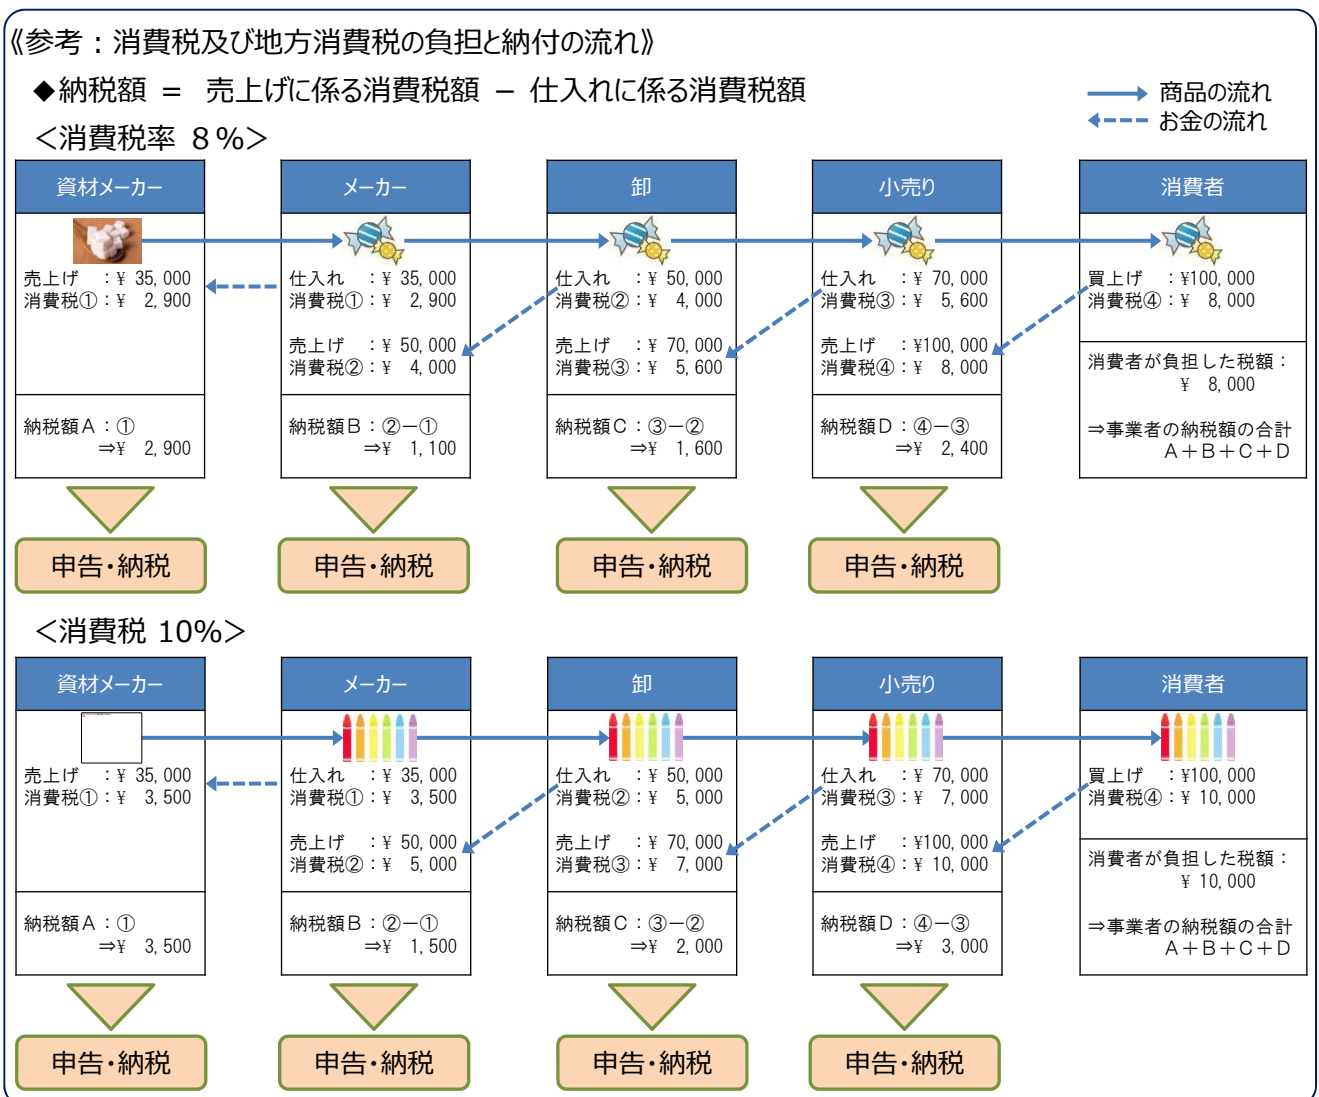 《参考：消費税及び地方消費税の負担と納付の流れ》
◆納税額 ＝ 売上げに係る消費税額 － 仕入れに係る消費税額
商品の流れ
お金の流れ
＜消費税率 8%＞
資材メーカー
売上げ ：¥ 35,000
消費税①：¥ 2,900
納税額Ａ：①
⇒¥ 2,900
申告・納税
メーカー
仕入れ ：¥ 35,000
消費税①：¥ 2,900
売上げ ：¥ 50,000
消費税②：¥ 4,000
納税額Ｂ：②－①
⇒¥ 1,100
申告・納税
卸
仕入れ ：¥ 50,000
消費税②：¥ 4,000
売上げ ：¥ 70,000
消費税③：¥ 5,600
納税額Ｃ：③－②
⇒¥ 1,600
申告・納税
小売り
仕入れ ：¥ 70,000
消費税③：¥ 5,600
売上げ ：¥100,000
消費税④：¥ 8,000
納税額Ｄ：④－③
⇒¥ 2,400
申告・納税
消費者
買上げ ：¥100,000
消費税④：¥ 8,000
消費者が負担した税額：
¥ 8,000
⇒事業者の納税額の合計
Ａ＋Ｂ＋Ｃ＋Ｄ
＜消費税 10%＞
資材メーカー
売上げ ：¥ 35,000
消費税①：¥ 3,500
納税額Ａ：①
⇒¥ 3,500
申告・納税
メーカー
仕入れ ：¥ 35,000
消費税①：¥ 3,500
売上げ ：¥ 50,000
消費税②：¥ 5,000
納税額Ｂ：②－①
⇒¥ 1,500
申告・納税
卸
仕入れ ：¥ 50,000
消費税②：¥ 5,000
売上げ ：¥ 70,000
消費税③：¥ 7,000
納税額Ｃ：③－②
⇒¥ 2,000
申告・納税
小売り
仕入れ ：¥ 70,000
消費税③：¥ 7,000
売上げ ：¥100,000
消費税④：¥ 10,000
納税額Ｄ：④－③
⇒¥ 3,000
申告・納税
消費者
買上げ ：¥100,000
消費税④：¥ 10,000
消費者が負担した税額：
¥ 10,000
⇒事業者の納税額の合計
Ａ＋Ｂ＋Ｃ＋Ｄ